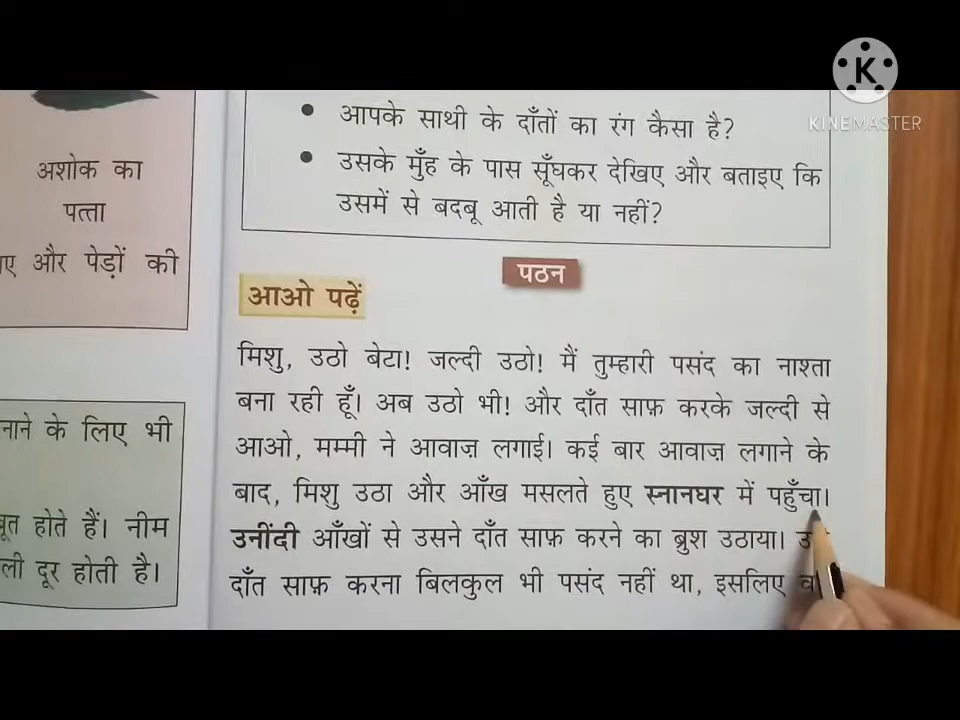 KINEMASTER
अशोक का
पत्ता
और पेड़ों की
के लिए भी
होते हैं। नीम
दूर होती है।
• आपके साथी के दाँतों का रंग कैसा है?
• उसके मुँह के पास सूँघकर देखिए और बताइए कि
उसमें से बदबू आती है या नहीं?
पठन
आओ पढ़ें
मिशु, उठो बेटा! जल्दी उठो! मैं तुम्हारी पसंद का नाश्ता
बना रही हूँ। अब उठो भी! और दाँत साफ़ करके जल्दी से
आओ, मम्मी ने आवाज़ लगाई। कई बार आवाज़ लगाने के
बाद, मिशु उठा और आँख मसलते हुए स्नानघर में पहुँचा।
उनींदी आँखों से उसने दाँत साफ़ करने का ब्रुश उठाया।
दाँत साफ़ करना बिलकुल भी पसंद नहीं था, इसलिए